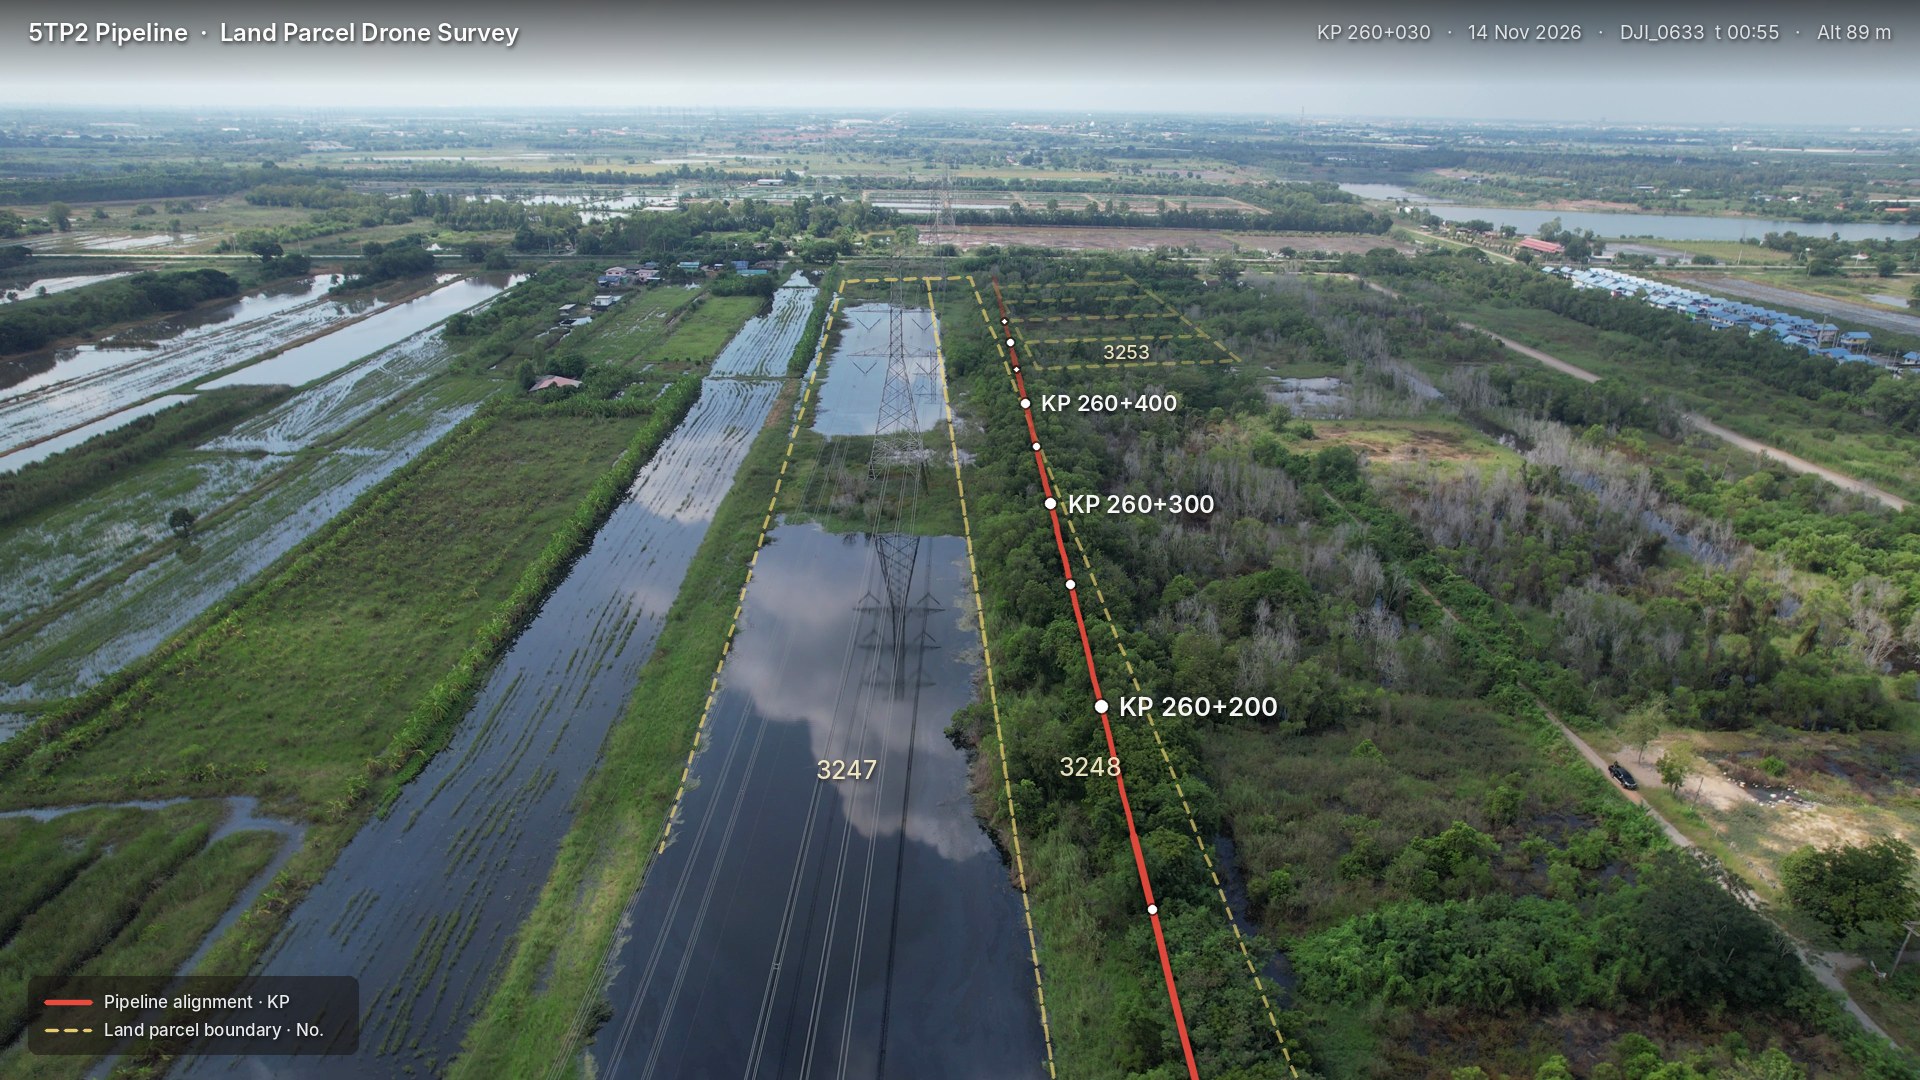 5TP2 Pipeline · Land Parcel Drone Survey
KP 260+030 · 14 Nov 2026 · DJI_0633 t 00:55 · Alt 89 m
3253
KP 260+400
KP 260+300
KP 260+200
3247
3248
Pipeline alignment · KP
Land parcel boundary · No.